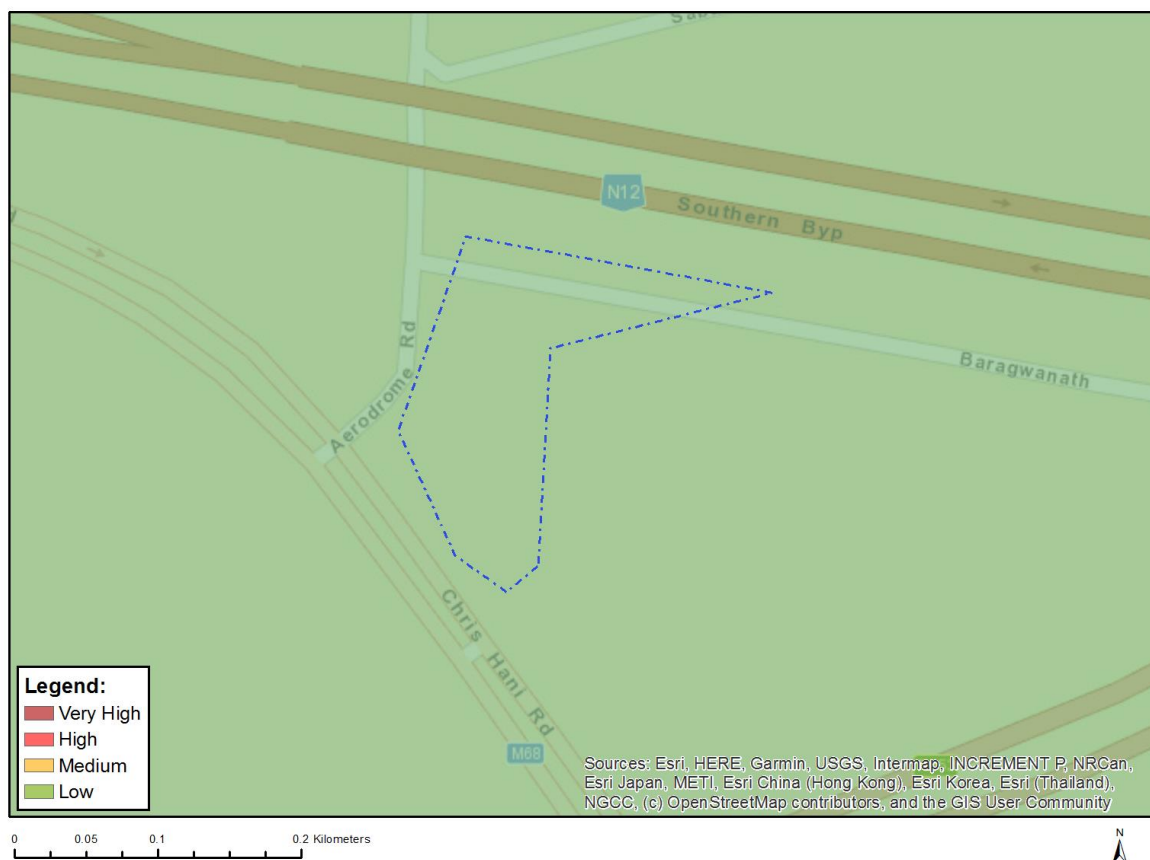 Sab
N12
Southern Byp
Aerodrome Rd
Baragwanath
Chris Hani Rd
M68
Legend:
Very High
High
Medium
Low
Sources: Esri, HERE, Garmin, USGS, Intermap, INCREMENT P, NRCan,
Esri Japan, METI, Esri China (Hong Kong), Esri Korea, Esri (Thailand),
NGCC, (c) OpenStreetMap contributors, and the GIS User Community
0 0.05 0.1 0.2 Kilometers
N